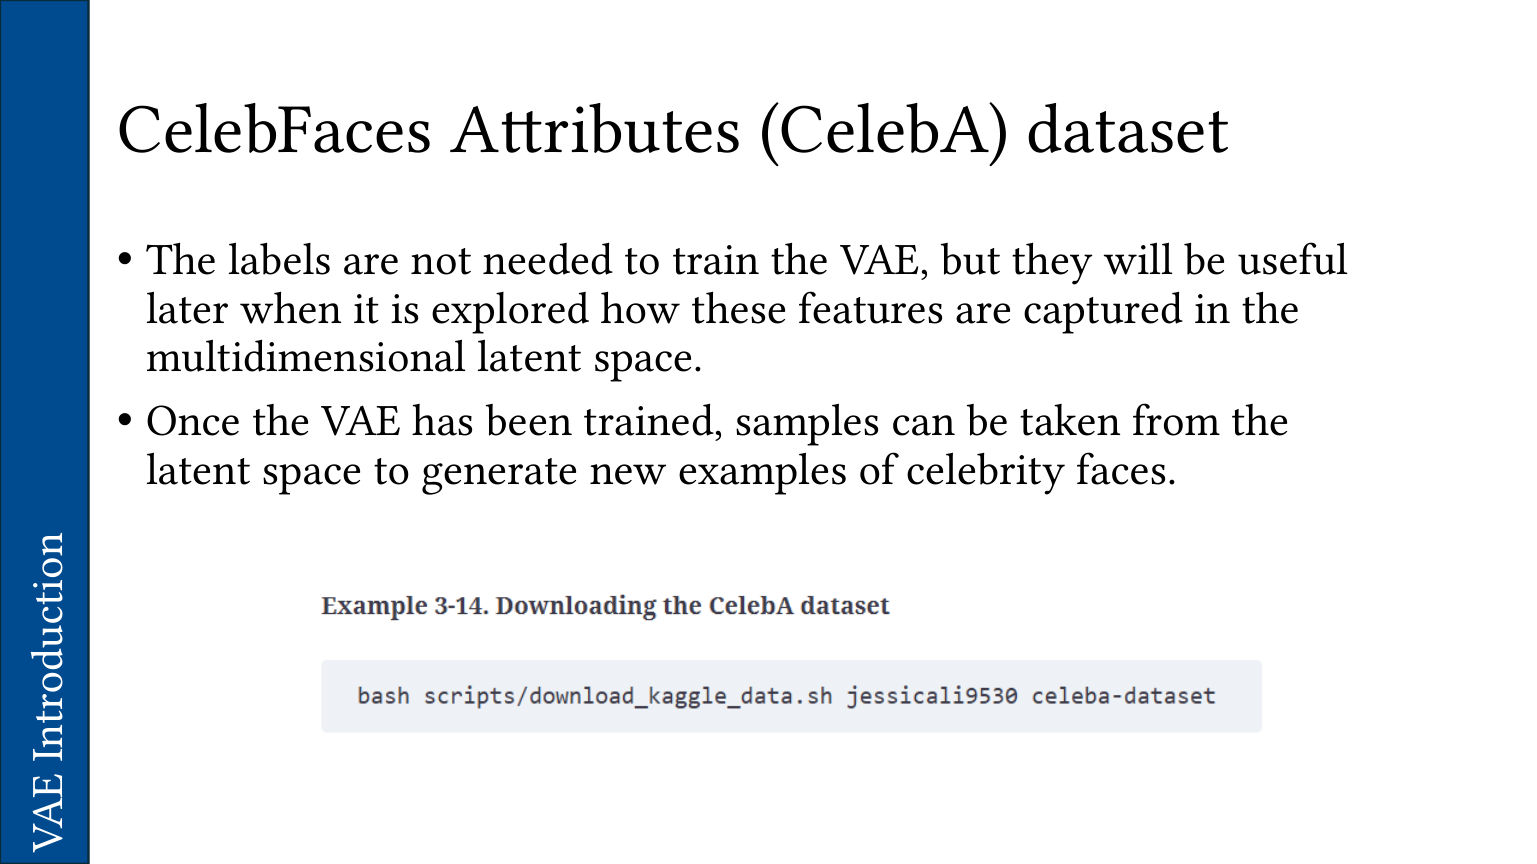 CelebFaces Attributes (CelebA) dataset
• The labels are not needed to train the VAE, but they will be useful
later when it is explored how these features are captured in the
multidimensional latent space.
• Once the VAE has been trained, samples can be taken from the
latent space to generate new examples of celebrity faces.
Example 3-14. Downloading the CelebA dataset
bash scripts/download_kaggle_data.sh jessicali9530 celeba-dataset
VAE Introduction